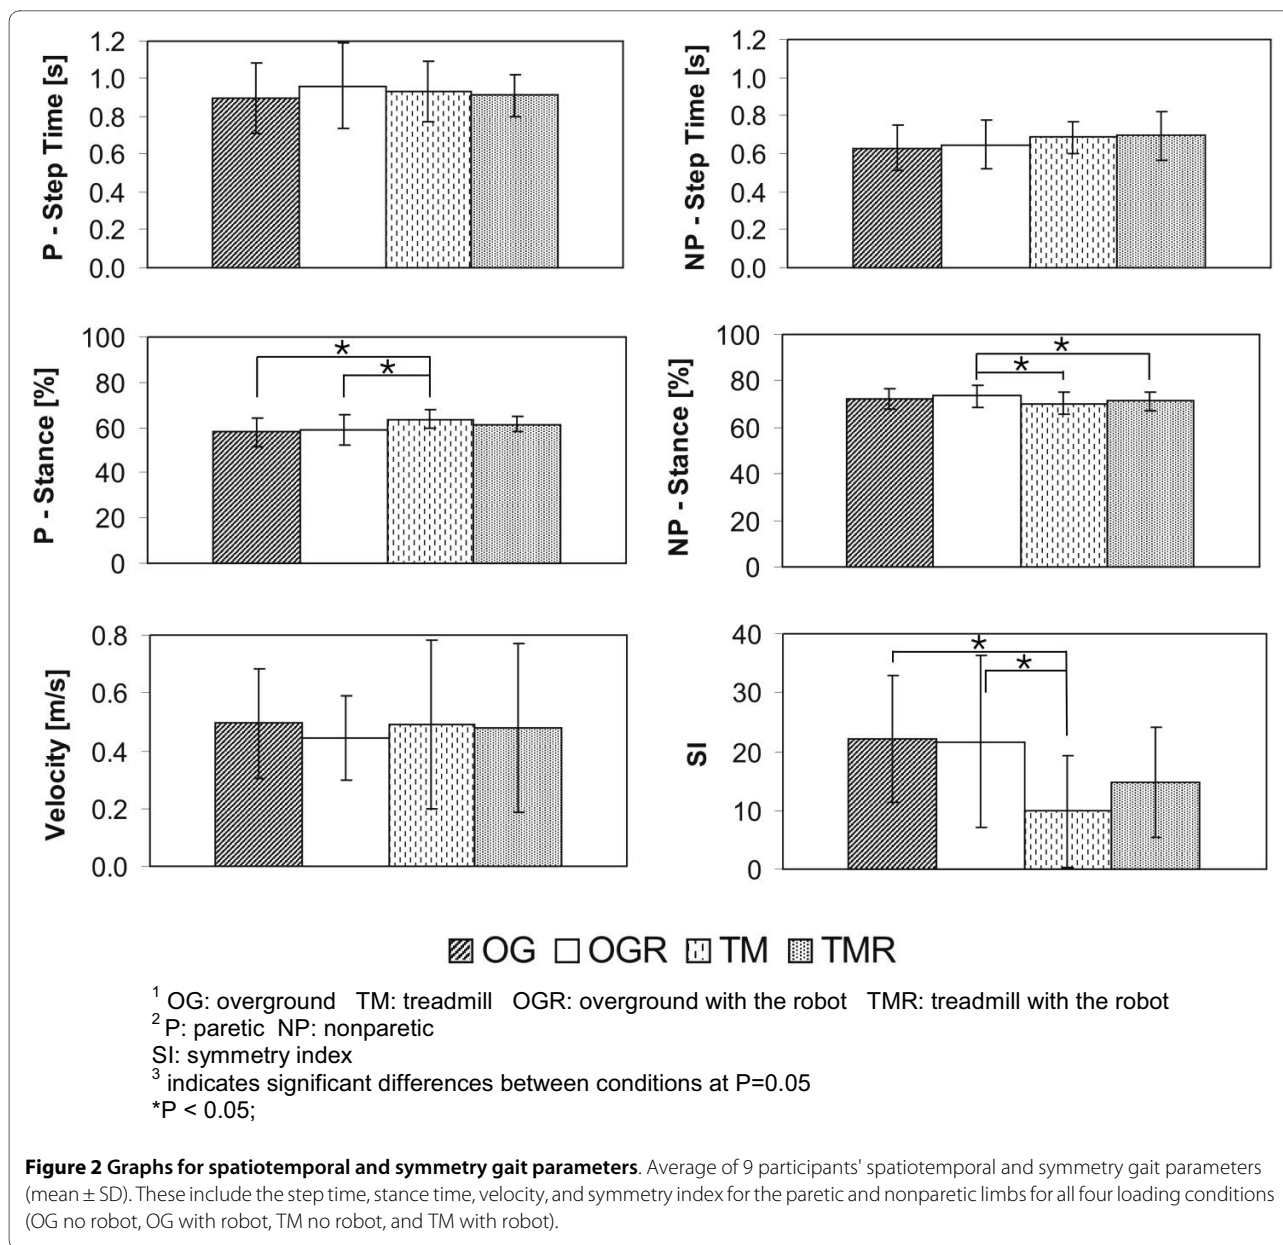 P - Step Time [s]
1.2
1.0
0.8
0.6
0.4
0.2
0.0
NP - Step Time [s]
1.2
1.0
0.8
0.6
0.4
0.2
0.0
P - Stance [%]
100
80
60
40
20
0
*
*
NP - Stance [%]
100
80
60
40
20
0
*
*
Velocity [m/s]
0.8
0.6
0.4
0.2
0.0
SI
40
30
20
10
0
*
*
OG OGR TM TMR
1 OG: overground TM: treadmill OGR: overground with the robot TMR: treadmill with the robot
2 P: paretic NP: nonparetic
SI: symmetry index
3 indicates significant differences between conditions at P=0.05
*P < 0.05;
Figure 2 Graphs for spatiotemporal and symmetry gait parameters. Average of 9 participants' spatiotemporal and symmetry gait parameters
(mean ± SD). These include the step time, stance time, velocity, and symmetry index for the paretic and nonparetic limbs for all four loading conditions
(OG no robot, OG with robot, TM no robot, and TM with robot).